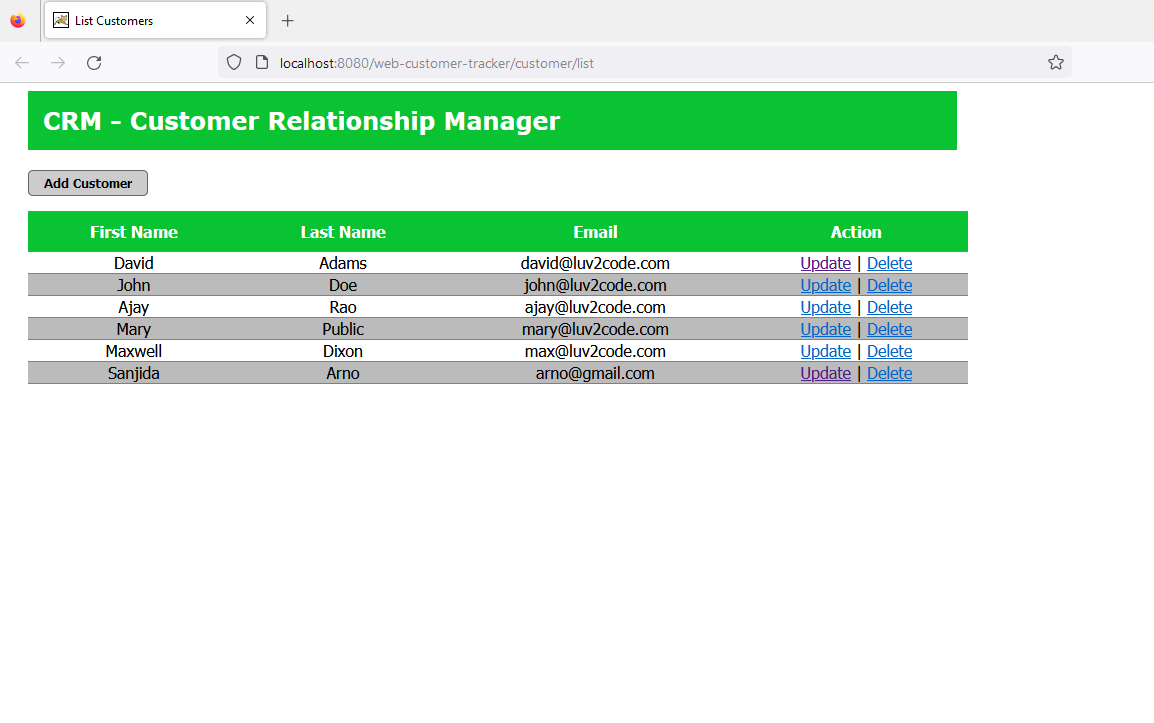 List Customers
localhost:8080/web-customer-tracker/customer/list
CRM - Customer Relationship Manager
Add Customer
First Name Last Name Email Action
David Adams david@luv2code.com Update | Delete
John Doe john@luv2code.com Update | Delete
Ajay Rao ajay@luv2code.com Update | Delete
Mary Public mary@luv2code.com Update | Delete
Maxwell Dixon max@luv2code.com Update | Delete
Sanjida Arno arno@gmail.com Update | Delete